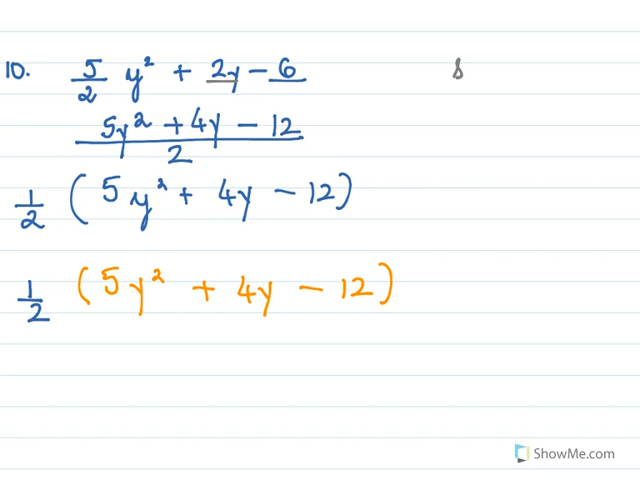 10. 5/2 y² + 2y - 6
8
5y² + 4y - 12 / 2
1/2 (5y² + 4y - 12)
1/2 (5y² + 4y - 12)
ShowMe.com